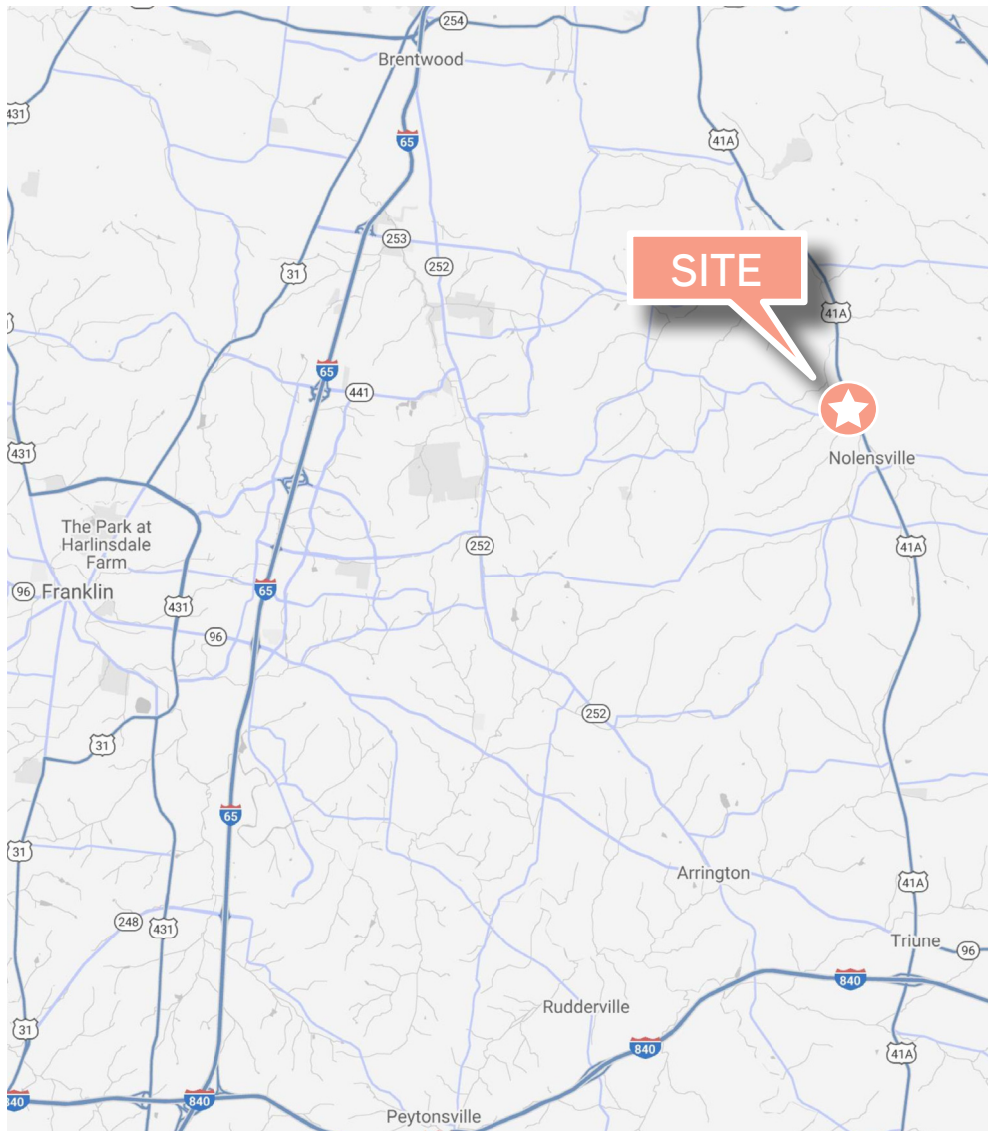 254
Brentwood
431
65
41A
253
252
31
SITE
41A
65
441
431
Nolensville
The Park at
Harlinsdale
Farm
252
41A
96
Franklin
65
431
96
252
31
65
31
Arrington
41A
248
431
Triune
96
840
Rudderville
31
840
41A
840
840
Peytonsville